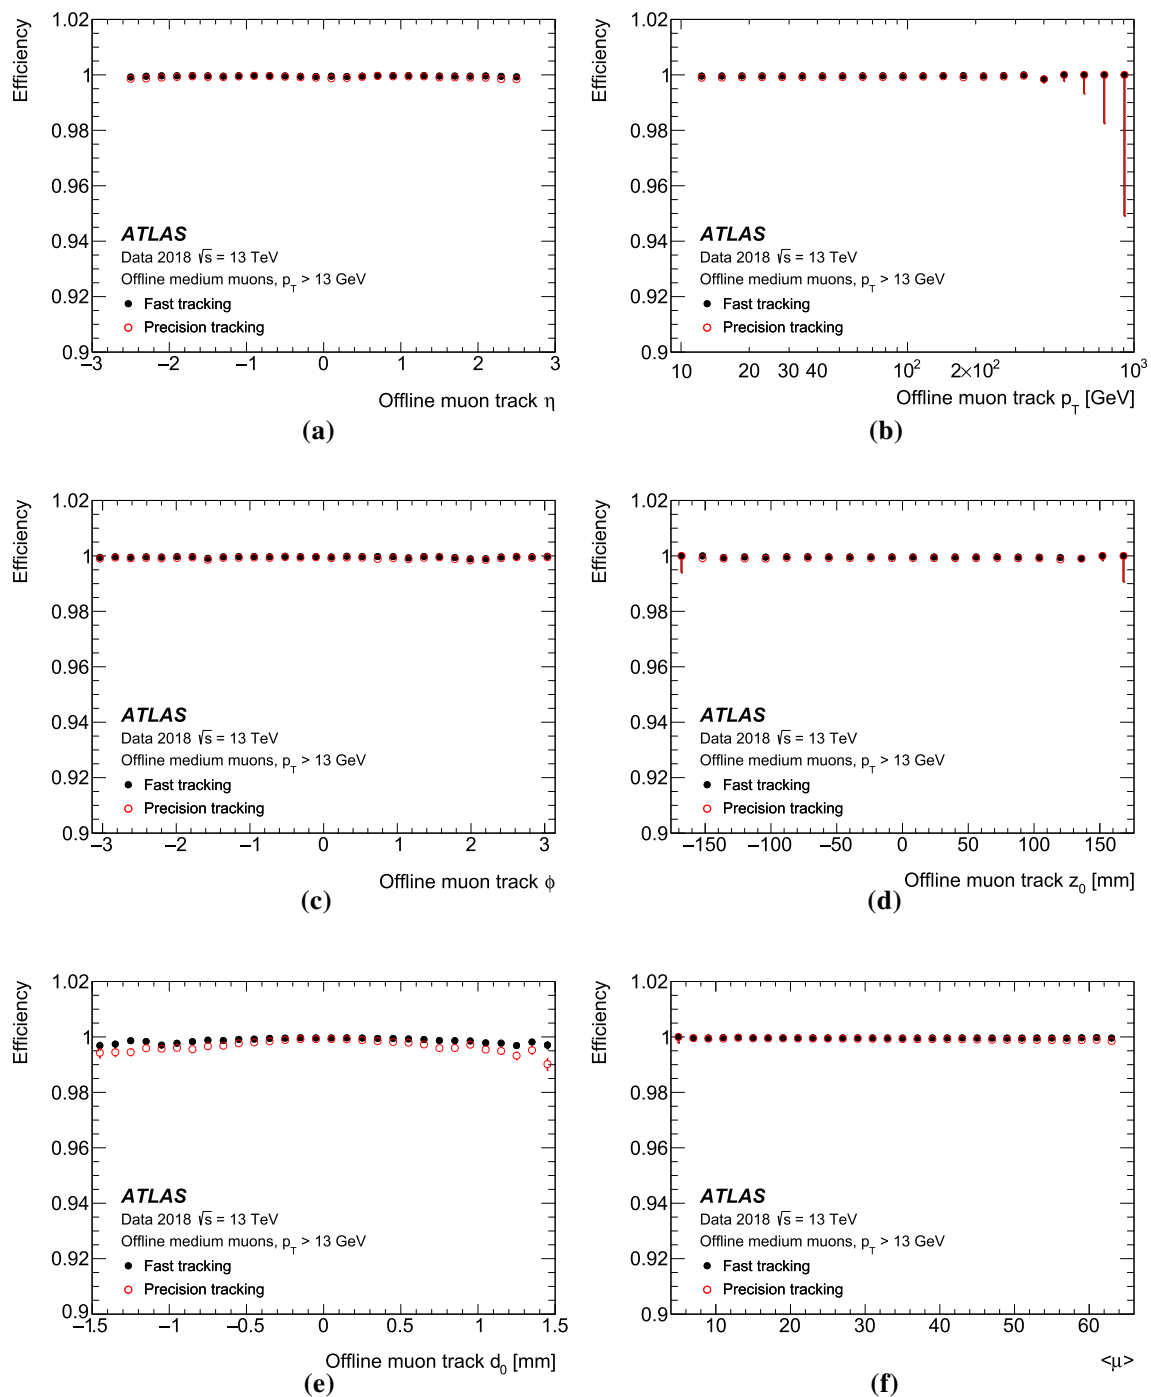 Efficiency
1.02
1
0.98
0.96
0.94
0.92
0.9
ATLAS
Data 2018 √s = 13 TeV
Offline medium muons, p_T > 13 GeV
Fast tracking
Precision tracking
−3 −2 −1 0 1 2 3
Offline muon track η
(a)
Efficiency
1.02
1
0.98
0.96
0.94
0.92
0.9
ATLAS
Data 2018 √s = 13 TeV
Offline medium muons, p_T > 13 GeV
Fast tracking
Precision tracking
10 20 30 40 10² 2×10² 10³
Offline muon track p_T [GeV]
(b)
Efficiency
1.02
1
0.98
0.96
0.94
0.92
0.9
ATLAS
Data 2018 √s = 13 TeV
Offline medium muons, p_T > 13 GeV
Fast tracking
Precision tracking
−3 −2 −1 0 1 2 3
Offline muon track ϕ
(c)
Efficiency
1.02
1
0.98
0.96
0.94
0.92
0.9
ATLAS
Data 2018 √s = 13 TeV
Offline medium muons, p_T > 13 GeV
Fast tracking
Precision tracking
−150 −100 −50 0 50 100 150
Offline muon track z₀ [mm]
(d)
Efficiency
1.02
1
0.98
0.96
0.94
0.92
0.9
ATLAS
Data 2018 √s = 13 TeV
Offline medium muons, p_T > 13 GeV
Fast tracking
Precision tracking
−1.5 −1 −0.5 0 0.5 1 1.5
Offline muon track d₀ [mm]
(e)
Efficiency
1.02
1
0.98
0.96
0.94
0.92
0.9
ATLAS
Data 2018 √s = 13 TeV
Offline medium muons, p_T > 13 GeV
Fast tracking
Precision tracking
10 20 30 40 50 60
<μ>
(f)